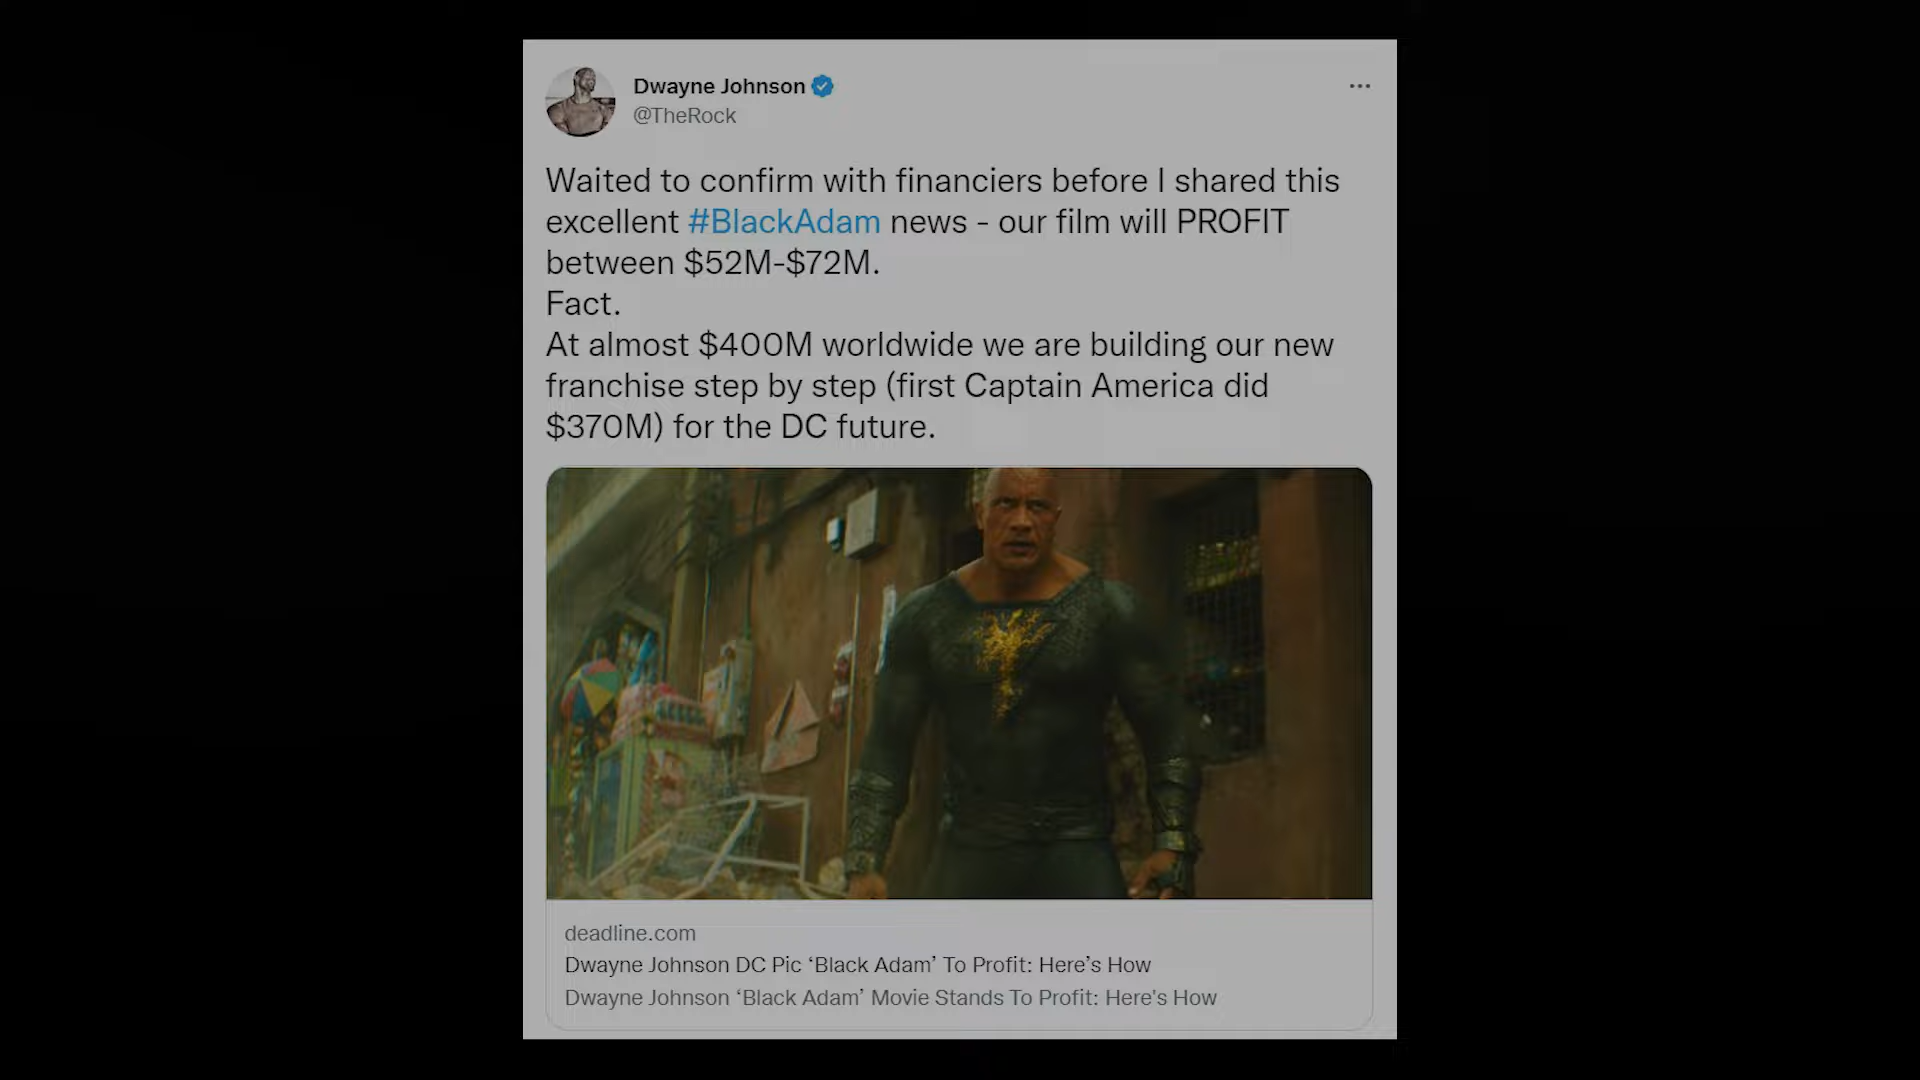 Dwayne Johnson
@TheRock
Waited to confirm with financiers before I shared this
excellent #BlackAdam news - our film will PROFIT
between $52M-$72M.
Fact.
At almost $400M worldwide we are building our new
franchise step by step (first Captain America did
$370M) for the DC future.
deadline.com
Dwayne Johnson DC Pic ‘Black Adam’ To Profit: Here’s How
Dwayne Johnson ‘Black Adam’ Movie Stands To Profit: Here's How